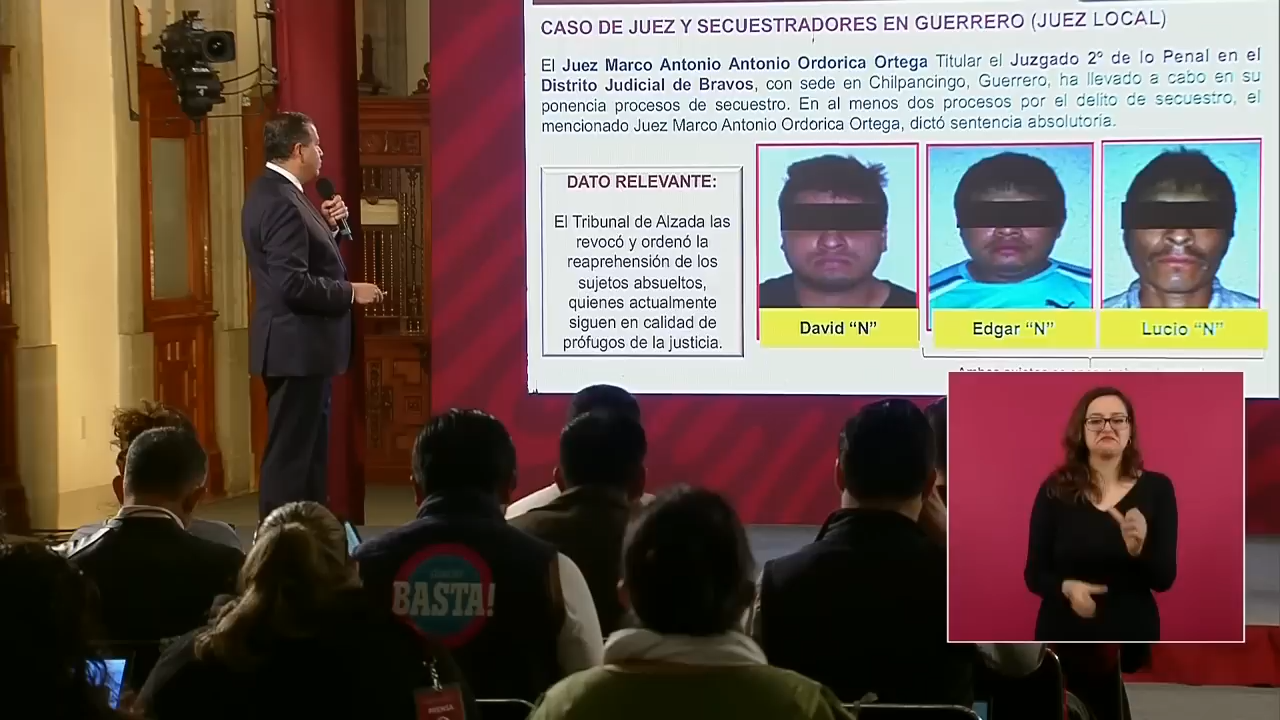 CASO DE JUEZ Y SECUESTRADORES EN GUERRERO (JUEZ LOCAL)
El Juez Marco Antonio Antonio Ordorica Ortega Titular el Juzgado 2º de lo Penal en el
Distrito Judicial de Bravos, con sede en Chilpancingo, Guerrero, ha llevado a cabo en su
ponencia procesos de secuestro. En al menos dos procesos por el delito de secuestro, el
mencionado Juez Marco Antonio Ordorica Ortega, dictó sentencia absolutoria.
DATO RELEVANTE:
El Tribunal de Alzada las
revocó y ordenó la
reaprehensión de los
sujetos absueltos,
quienes actualmente
siguen en calidad de
prófugos de la justicia.
David “N”
Edgar “N”
Lucio “N”
BASTA!
PRENSA